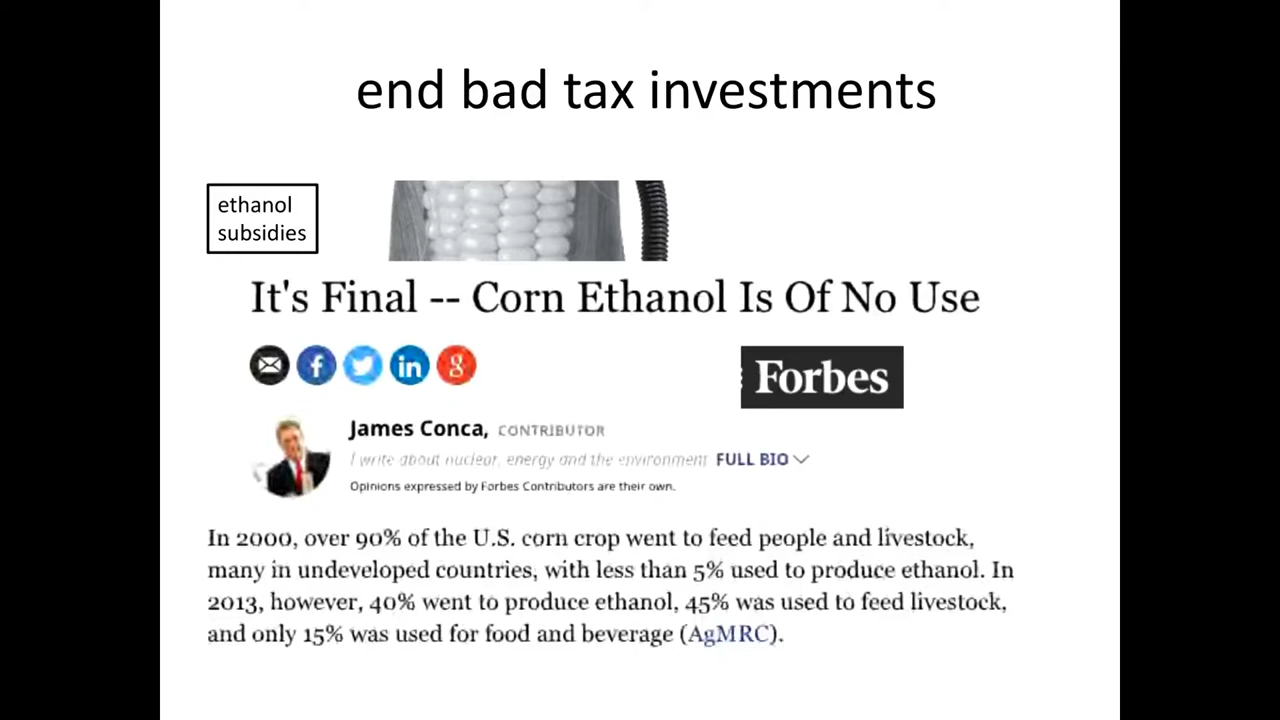 end bad tax investments
ethanol
subsidies
It's Final -- Corn Ethanol Is Of No Use
Forbes
James Conca, CONTRIBUTOR
I write about nuclear, energy and the environment FULL BIO
Opinions expressed by Forbes Contributors are their own.
In 2000, over 90% of the U.S. corn crop went to feed people and livestock,
many in undeveloped countries, with less than 5% used to produce ethanol. In
2013, however, 40% went to produce ethanol, 45% was used to feed livestock,
and only 15% was used for food and beverage (AgMRC).